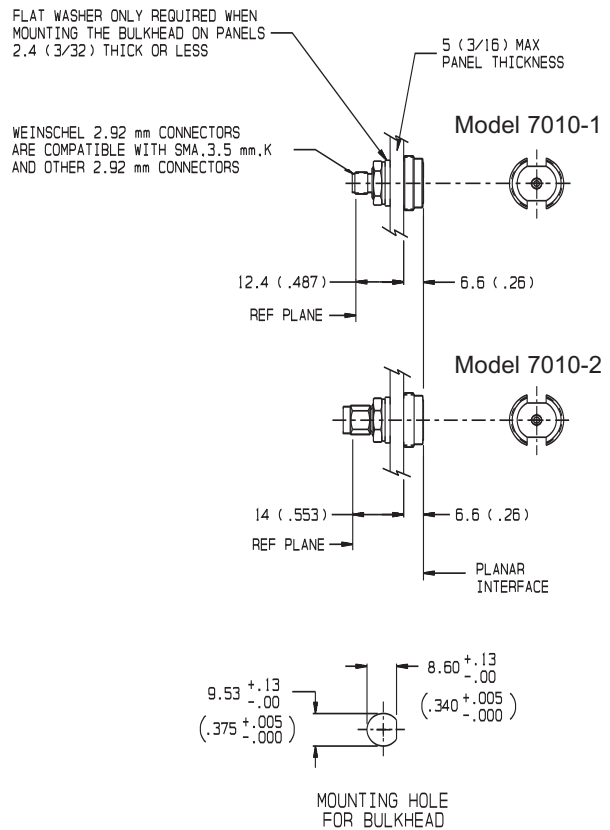 FLAT WASHER ONLY REQUIRED WHEN
MOUNTING THE BULKHEAD ON PANELS
2.4 (3/32) THICK OR LESS
5 (3/16) MAX
PANEL THICKNESS
WEINSCHEL 2.92 mm CONNECTORS
ARE COMPATIBLE WITH SMA,3.5 mm,K
AND OTHER 2.92 mm CONNECTORS
Model 7010-1
12.4 (.487)
6.6 (.26)
REF PLANE
Model 7010-2
14 (.553)
6.6 (.26)
REF PLANE
PLANAR
INTERFACE
8.60 +.13
-.00
(.340 +.005
-.000)
9.53 +.13
-.00
(.375 +.005
-.000)
MOUNTING HOLE
FOR BULKHEAD